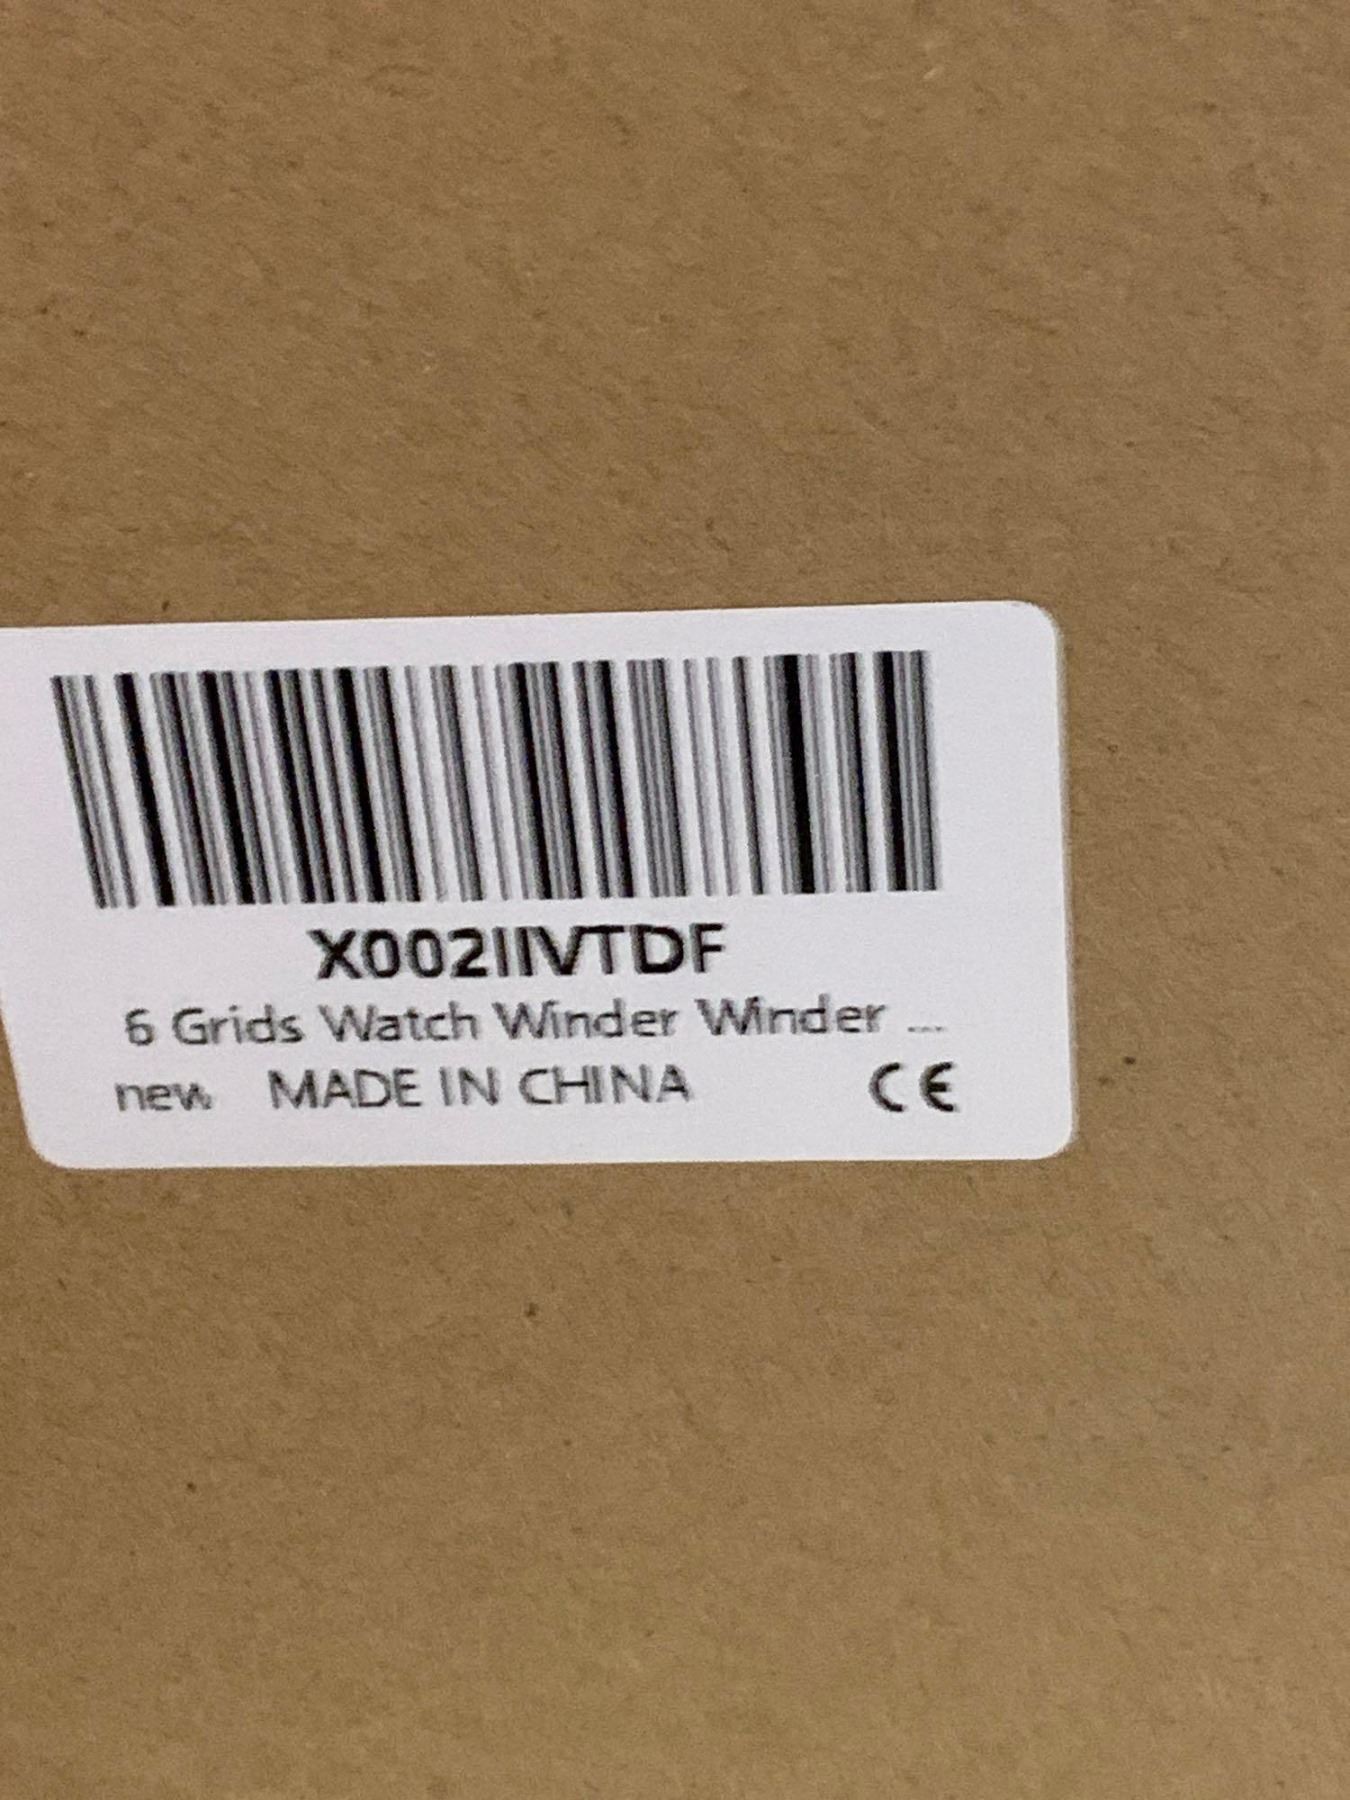 X002IIVTDF
6 Grids Watch Winder Winder ...
new MADE IN CHINA CE